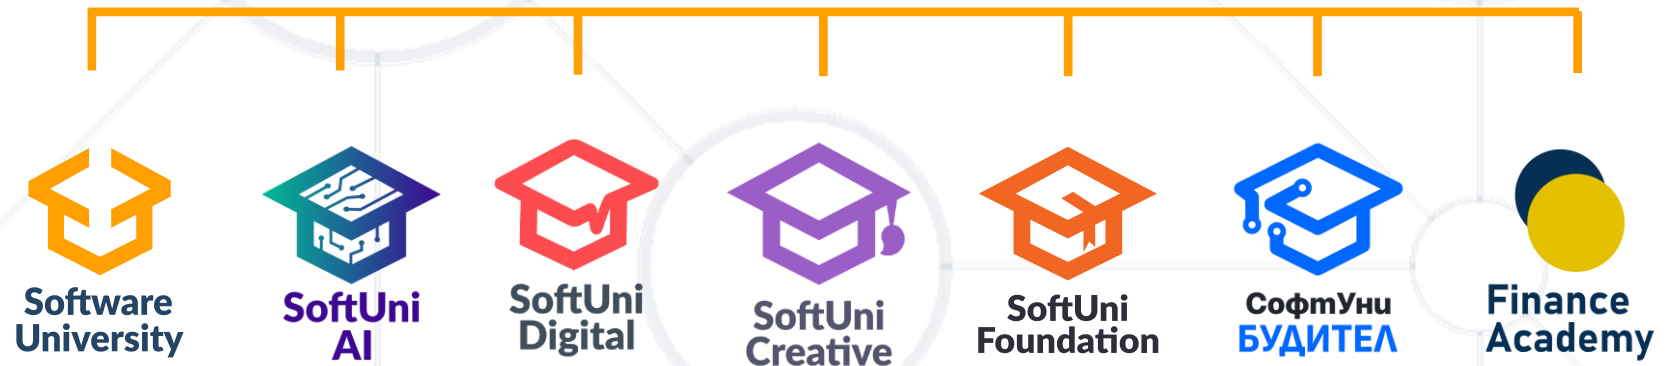 Software
University
SoftUni
AI
SoftUni
Digital
SoftUni
Creative
SoftUni
Foundation
СофтУни
БУДИТЕЛ
Finance
Academy